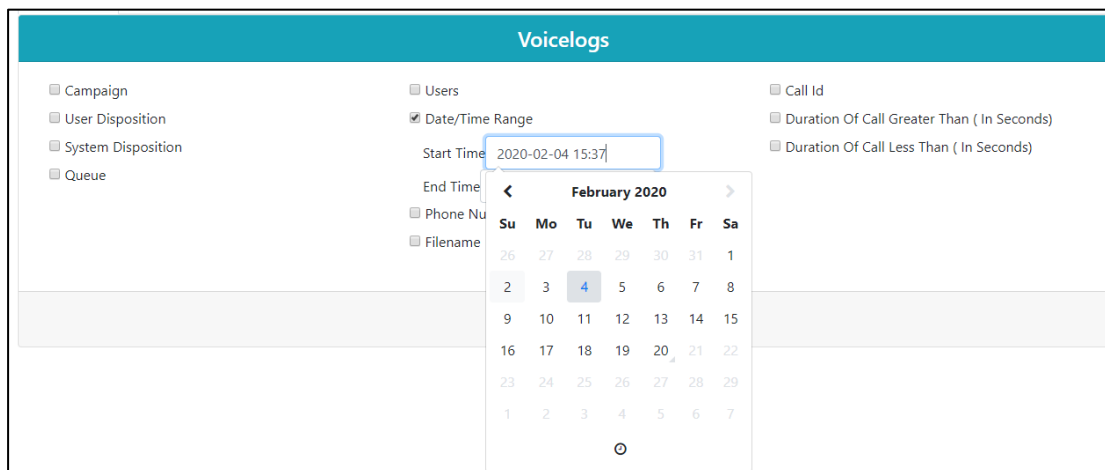 Voicelogs
Campaign
User Disposition
System Disposition
Queue
Users
Date/Time Range
Start Time 2020-02-04 15:37
End Time
Phone Nu
Filename
Call Id
Duration Of Call Greater Than ( In Seconds)
Duration Of Call Less Than ( In Seconds)
February 2020
Su Mo Tu We Th Fr Sa
26 27 28 29 30 31 1
2 3 4 5 6 7 8
9 10 11 12 13 14 15
16 17 18 19 20 21 22
23 24 25 26 27 28 29
1 2 3 4 5 6 7